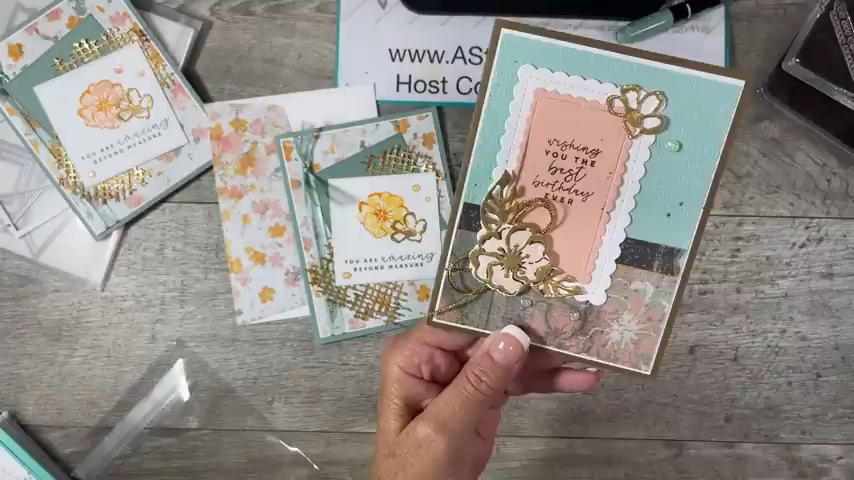 www.ASt
Host Co
wishing
YOU THE
best
birthday
EVER
YOU ARE amazing
BEYOND MEASURE
YOU ARE amazing
BEYOND MEASURE